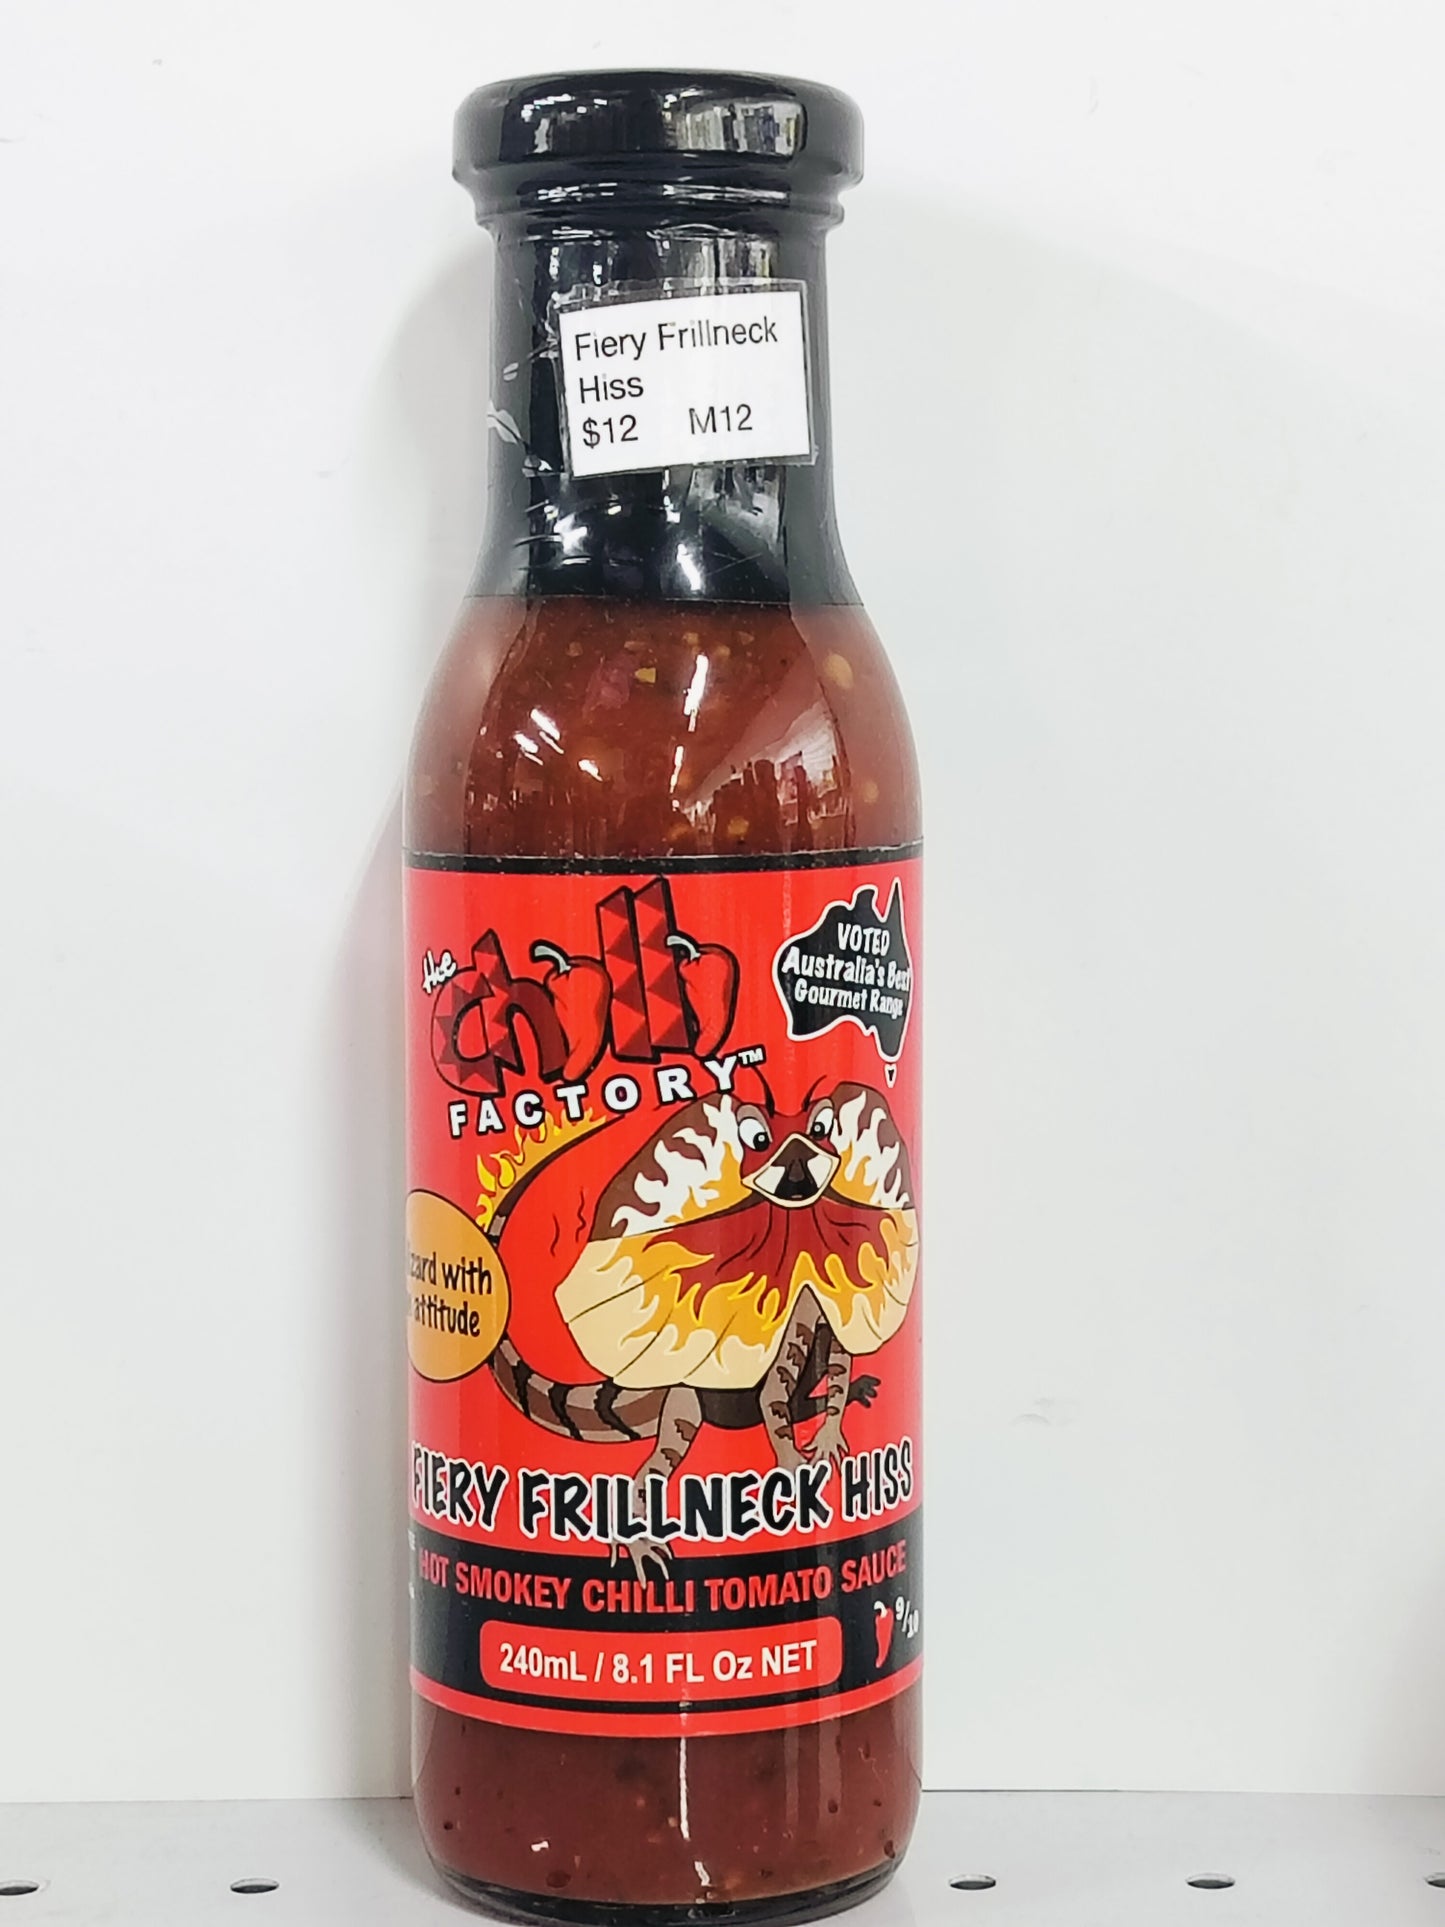 Fiery Frillneck
Hiss
$12 M12
the
Chilli
FACTORY™
VOTED
Australia's Best
Gourmet Range
with
attitude
FIERY FRILLNECK HISS
HOT SMOKEY CHILLI TOMATO SAUCE
9/10
240mL / 8.1 FL Oz NET